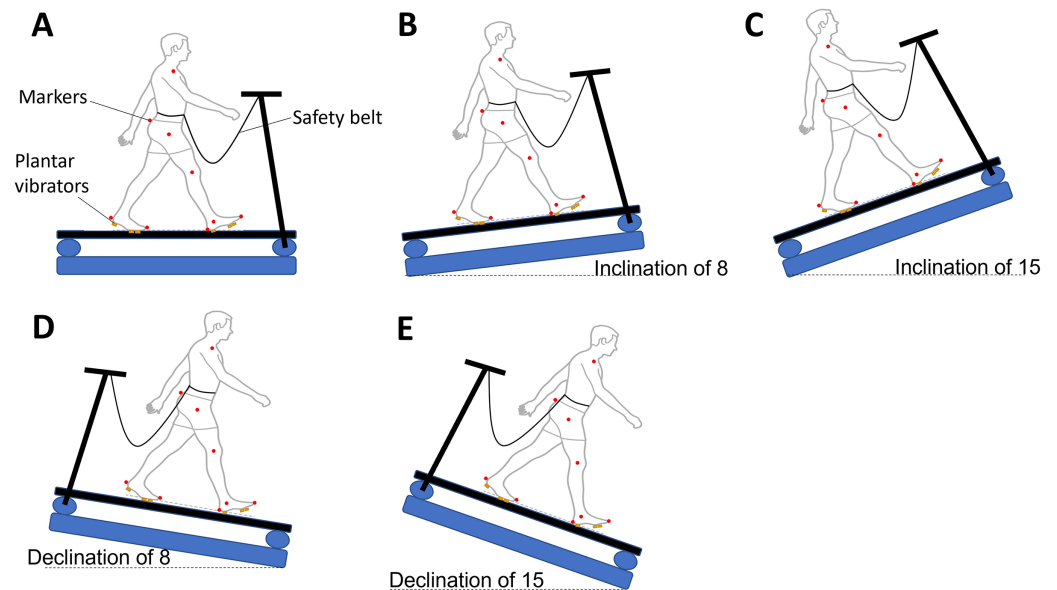 A
B
C
Markers
Safety belt
Plantar
vibrators
Inclination of 8
Inclination of 15
D
E
Declination of 8
Declination of 15